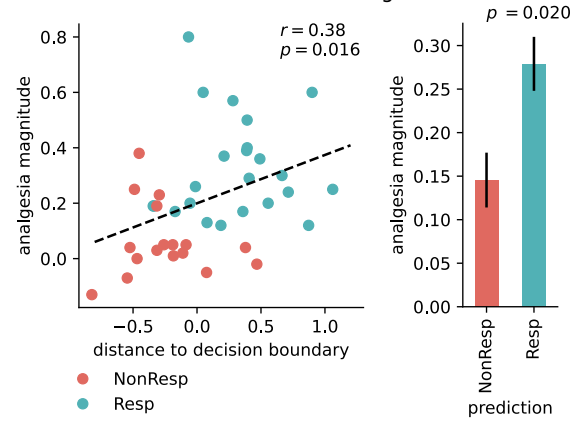 r = 0.38
p = 0.016
0.8
0.6
0.4
0.2
0.0
analgesia magnitude
−0.5 0.0 0.5 1.0
distance to decision boundary
NonResp
Resp
p = 0.020
0.30
0.25
0.20
0.15
0.10
0.05
0.00
analgesia magnitude
NonResp
Resp
prediction